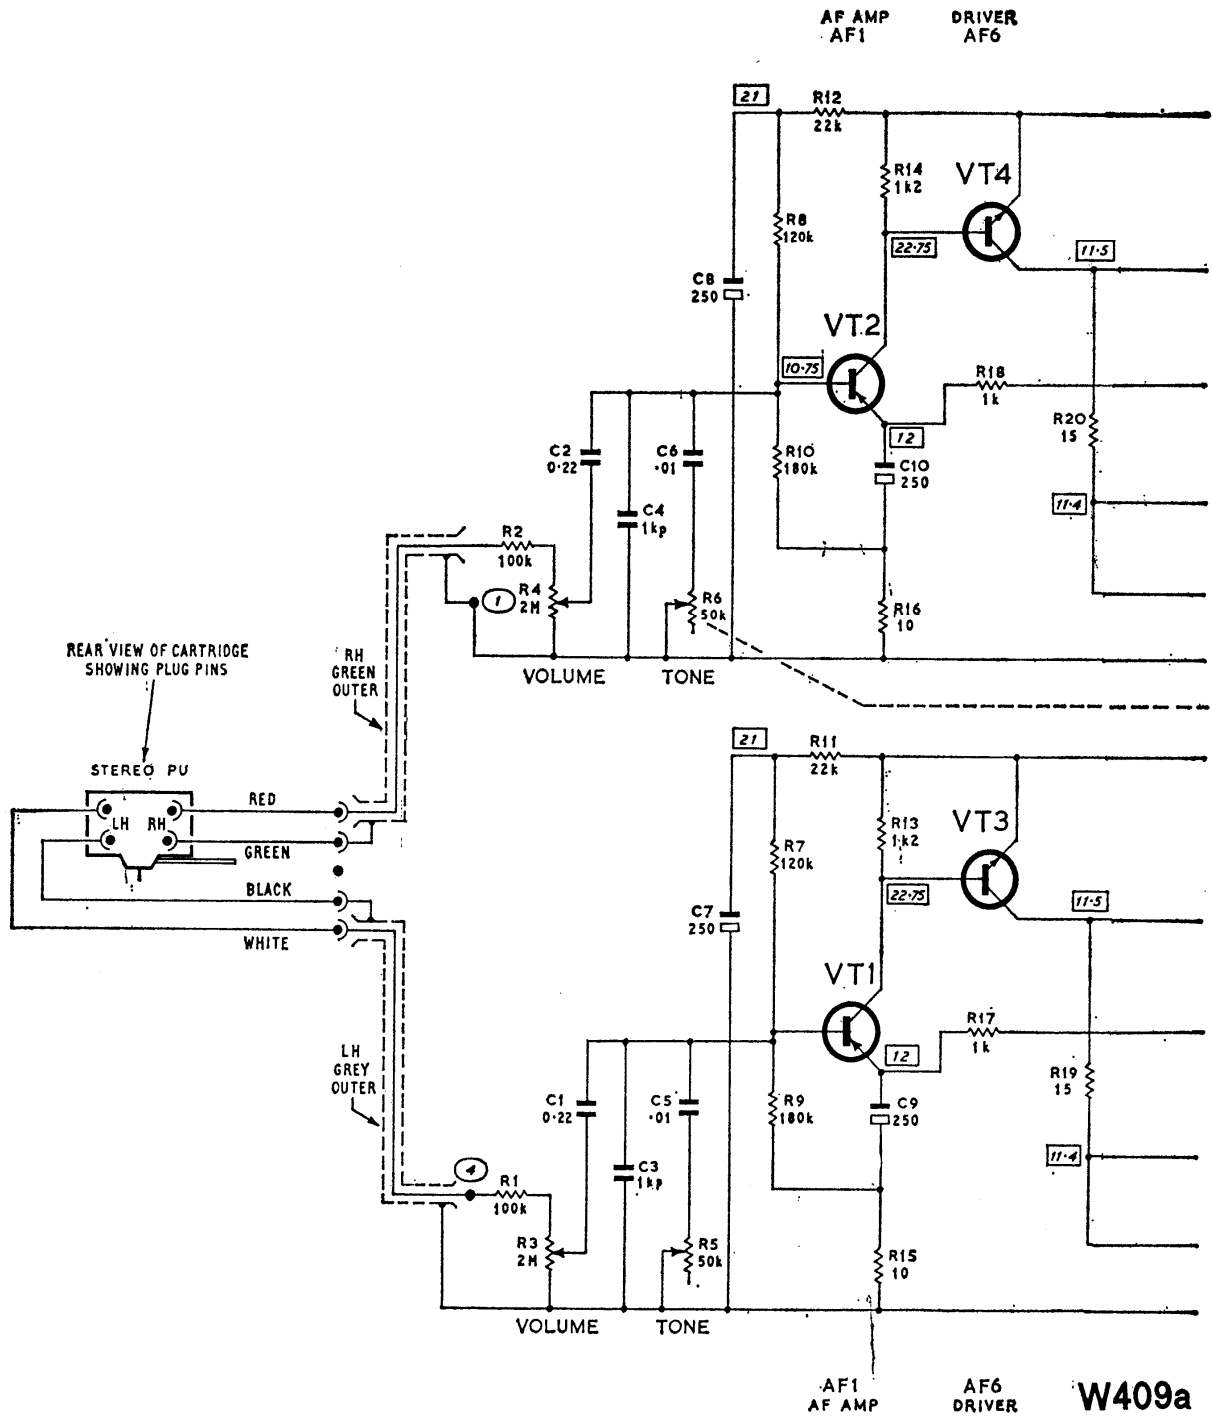 AF AMP
AF1
DRIVER
AF6
21
R12
22k
R14
1k2
VT4
R8
120k
22·75
11·5
C8
250
VT2
10·75
R18
1k
R20
15
12
C2
0·22
C6
·01
R10
180k
C10
250
C4
1kp
11·4
R2
100k
1
R4
2M
R6
50k
R16
10
REAR VIEW OF CARTRIDGE
SHOWING PLUG PINS
RH
GREEN
OUTER
VOLUME
TONE
21
R11
22k
STEREO PU
RED
LH
RH
GREEN
BLACK
WHITE
R13
1k2
VT3
R7
120k
22·75
11·5
C7
250
VT1
R17
1k
12
R19
15
LH
GREY
OUTER
C1
0·22
C5
·01
R9
180k
C9
250
11·4
4
C3
1kp
R1
100k
R3
2M
R5
50k
R15
10
VOLUME
TONE
AF1
AF AMP
AF6
DRIVER
W409a